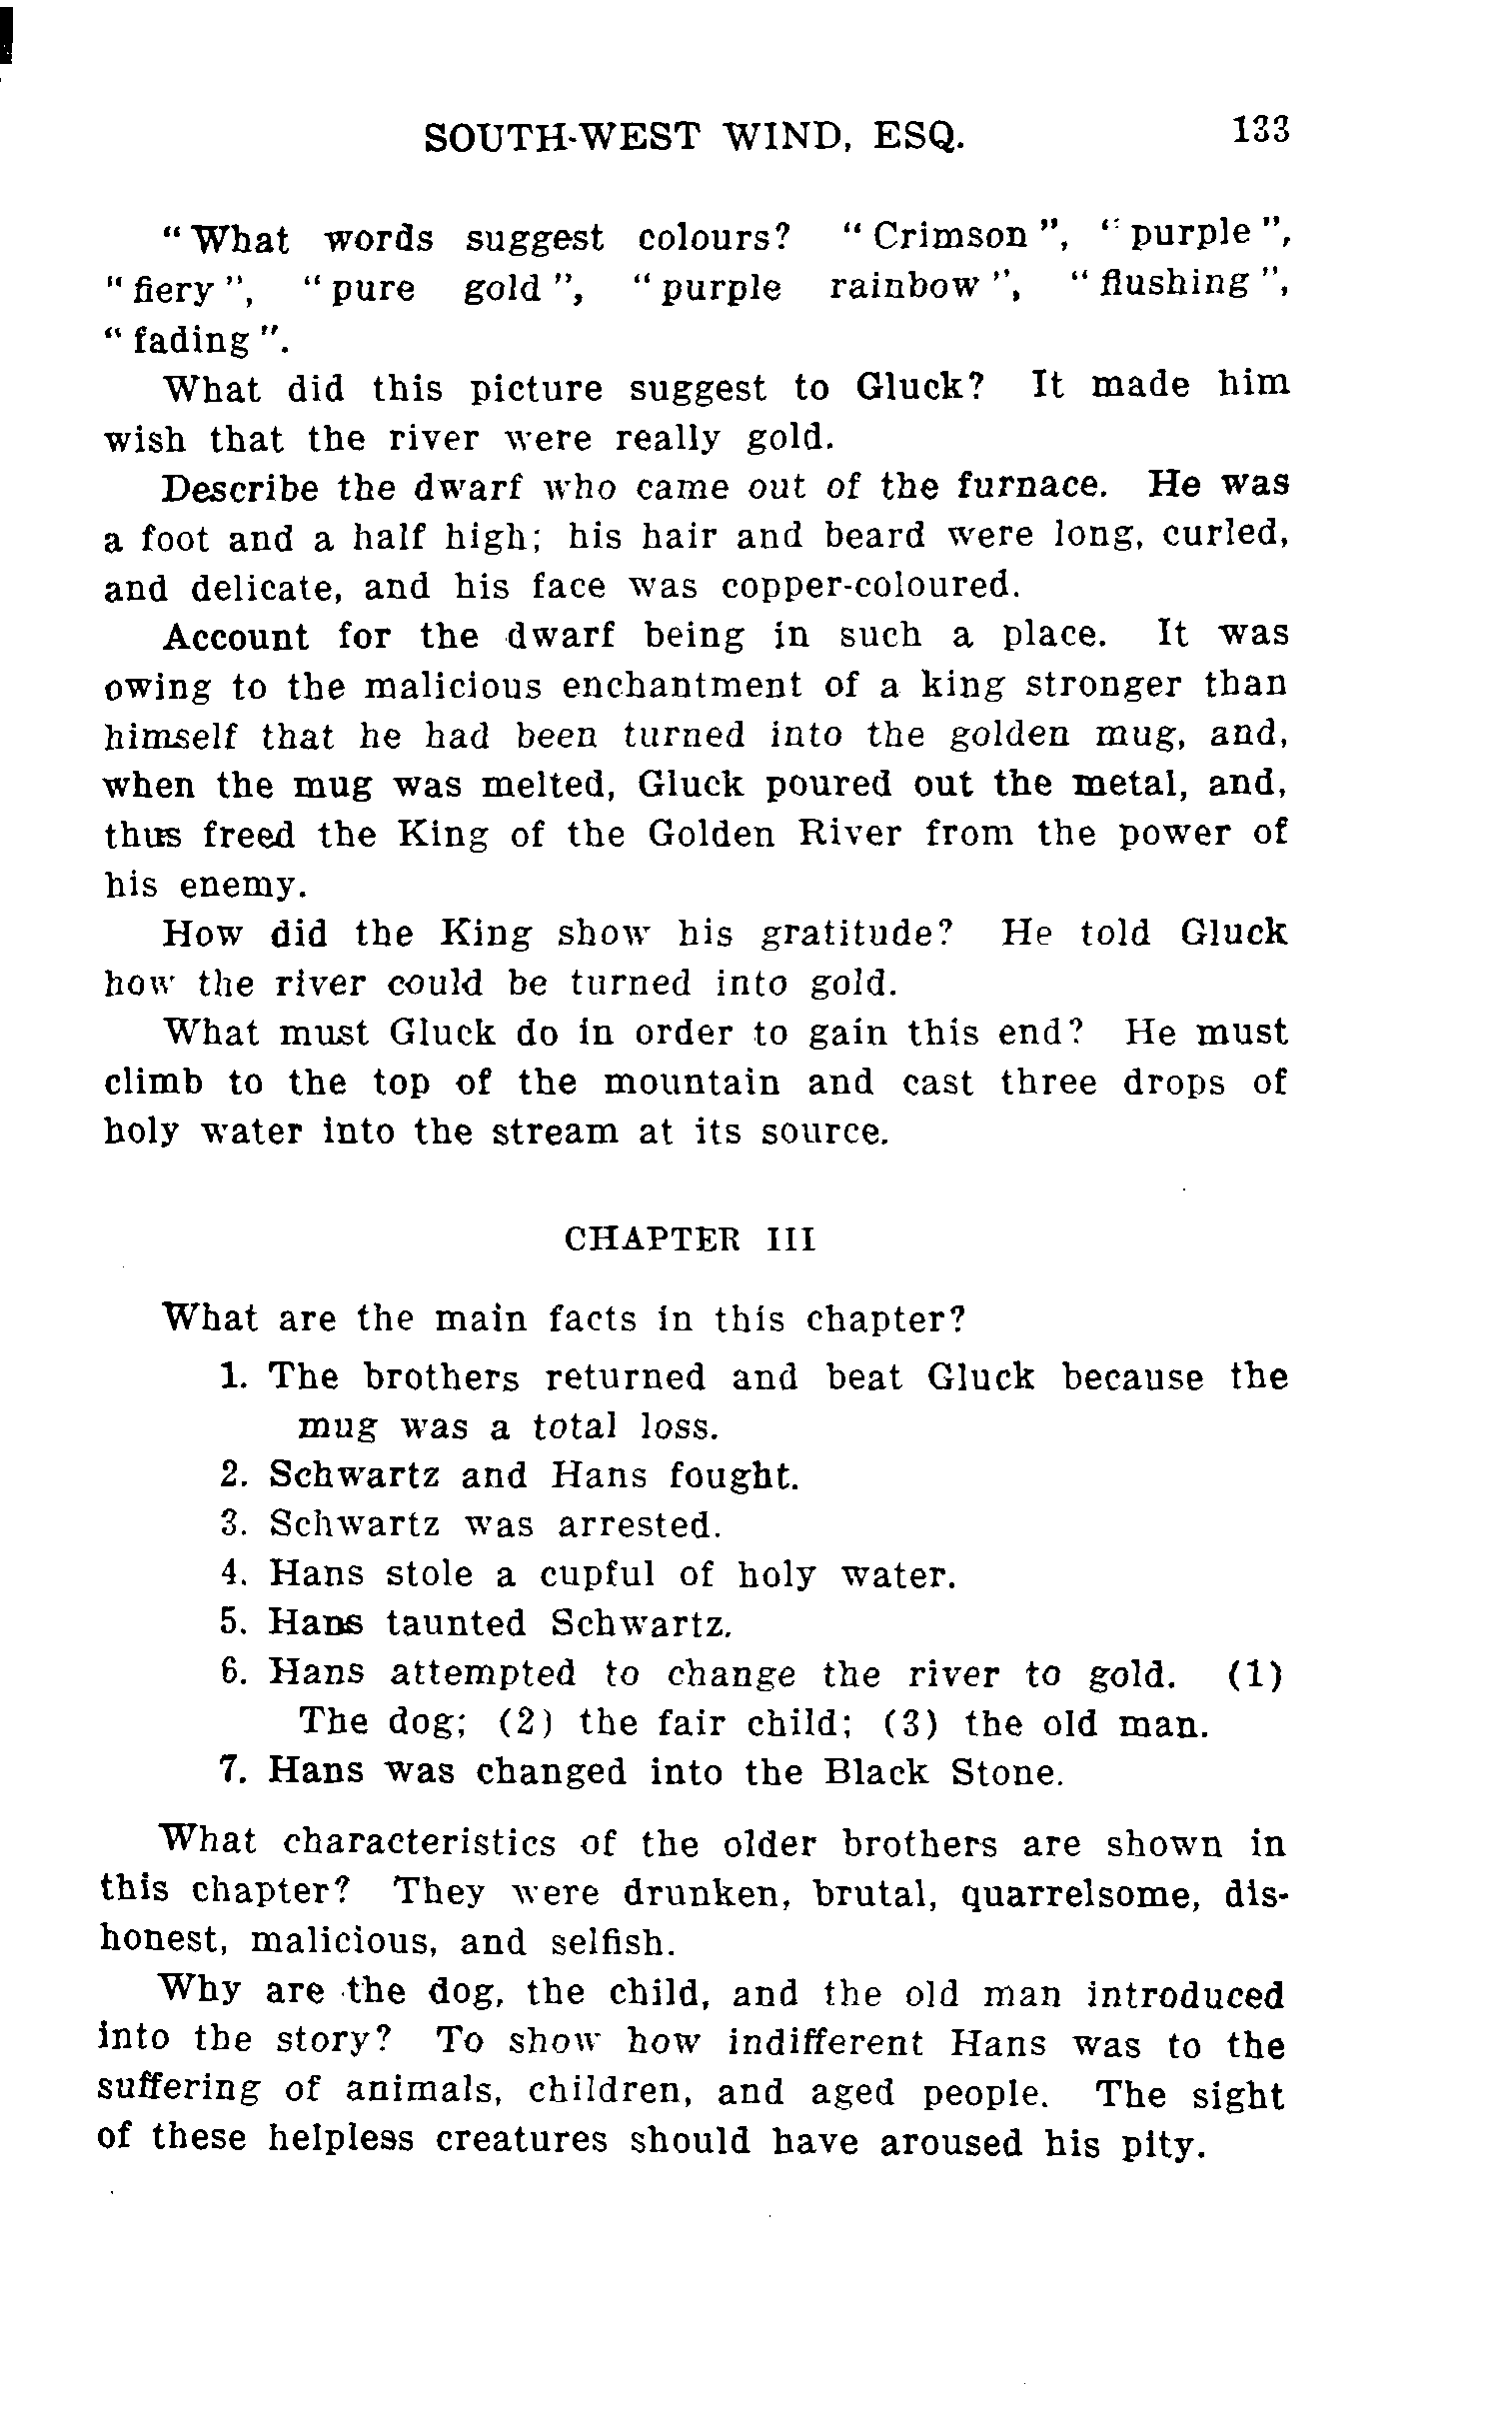 SOUTH-WEST WIND, ESQ. 133
"What words suggest colours? "Crimson", "purple",
"fiery", "pure gold", "purple rainbow", "flushing",
"fading".
What did this picture suggest to Gluck? It made him
wish that the river were really gold.
Describe the dwarf who came out of the furnace. He was
a foot and a half high; his hair and beard were long, curled,
and delicate, and his face was copper-coloured.
Account for the dwarf being in such a place. It was
owing to the malicious enchantment of a king stronger than
himself that he had been turned into the golden mug, and,
when the mug was melted, Gluck poured out the metal, and,
thus freed the King of the Golden River from the power of
his enemy.
How did the King show his gratitude? He told Gluck
how the river could be turned into gold.
What must Gluck do in order to gain this end? He must
climb to the top of the mountain and cast three drops of
holy water into the stream at its source.
CHAPTER III
What are the main facts in this chapter?
1. The brothers returned and beat Gluck because the
mug was a total loss.
2. Schwartz and Hans fought.
3. Schwartz was arrested.
4. Hans stole a cupful of holy water.
5. Hans taunted Schwartz.
6. Hans attempted to change the river to gold. (1)
The dog; (2) the fair child; (3) the old man.
7. Hans was changed into the Black Stone.
What characteristics of the older brothers are shown in
this chapter? They were drunken, brutal, quarrelsome, dis-
honest, malicious, and selfish.
Why are the dog, the child, and the old man introduced
into the story? To show how indifferent Hans was to the
suffering of animals, children, and aged people. The sight
of these helpless creatures should have aroused his pity.